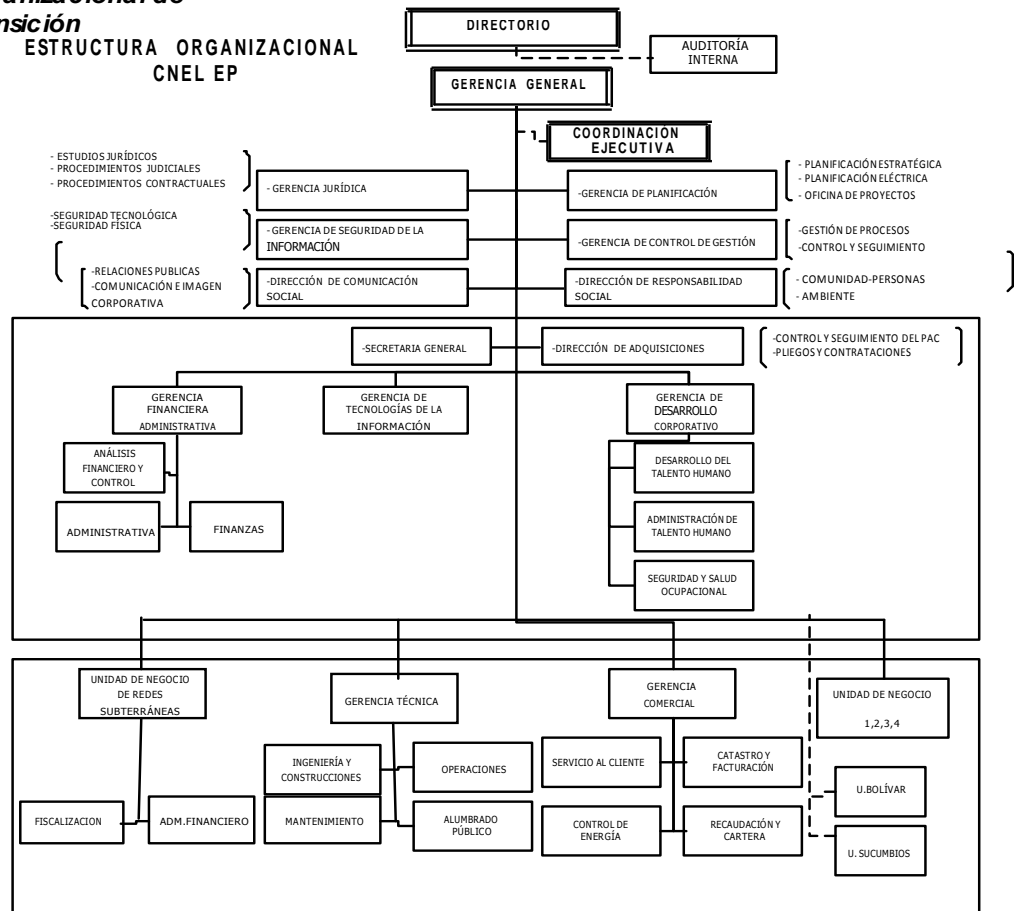 nsición
ESTRUCTURA ORGANIZACIONAL
CNEL EP
DIRECTORIO
AUDITORÍA
INTERNA
GERENCIA GENERAL
COORDINACIÓN
EJECUTIVA
- ESTUDIOS JURÍDICOS
- PROCEDIMIENTOS JUDICIALES
- PROCEDIMIENTOS CONTRACTUALES
- GERENCIA JURÍDICA
-GERENCIA DE PLANIFICACIÓN
- PLANIFICACIÓN ESTRATÉGICA
- PLANIFICACIÓN ELÉCTRICA
- OFICINA DE PROYECTOS
-SEGURIDAD TECNOLÓGICA
-SEGURIDAD FÍSICA
- GERENCIA DE SEGURIDAD DE LA
INFORMACIÓN
-GERENCIA DE CONTROL DE GESTIÓN
-GESTIÓN DE PROCESOS
-CONTROL Y SEGUIMIENTO
-RELACIONES PUBLICAS
-COMUNICACIÓN E IMAGEN
CORPORATIVA
-DIRECCIÓN DE COMUNICACIÓN
SOCIAL
-DIRECCIÓN DE RESPONSABILIDAD
SOCIAL
- COMUNIDAD-PERSONAS
- AMBIENTE
-SECRETARIA GENERAL
-DIRECCIÓN DE ADQUISICIONES
-CONTROL Y SEGUIMIENTO DEL PAC
-PLIEGOS Y CONTRATACIONES
GERENCIA
FINANCIERA
ADMINISTRATIVA
GERENCIA DE
TECNOLOGÍAS DE LA
INFORMACIÓN
GERENCIA DE
DESARROLLO
CORPORATIVO
ANÁLISIS
FINANCIERO Y
CONTROL
ADMINISTRATIVA
FINANZAS
DESARROLLO DEL
TALENTO HUMANO
ADMINISTRACIÓN DE
TALENTO HUMANO
SEGURIDAD Y SALUD
OCUPACIONAL
UNIDAD DE NEGOCIO
DE REDES
SUBTERRÁNEAS
GERENCIA TÉCNICA
GERENCIA
COMERCIAL
UNIDAD DE NEGOCIO
1,2,3,4
INGENIERÍA Y
CONSTRUCCIONES
OPERACIONES
SERVICIO AL CLIENTE
CATASTRO Y
FACTURACIÓN
U.BOLÍVAR
FISCALIZACION
ADM.FINANCIERO
MANTENIMIENTO
ALUMBRADO
PÚBLICO
CONTROL DE
ENERGÍA
RECAUDACIÓN Y
CARTERA
U. SUCUMBIOS